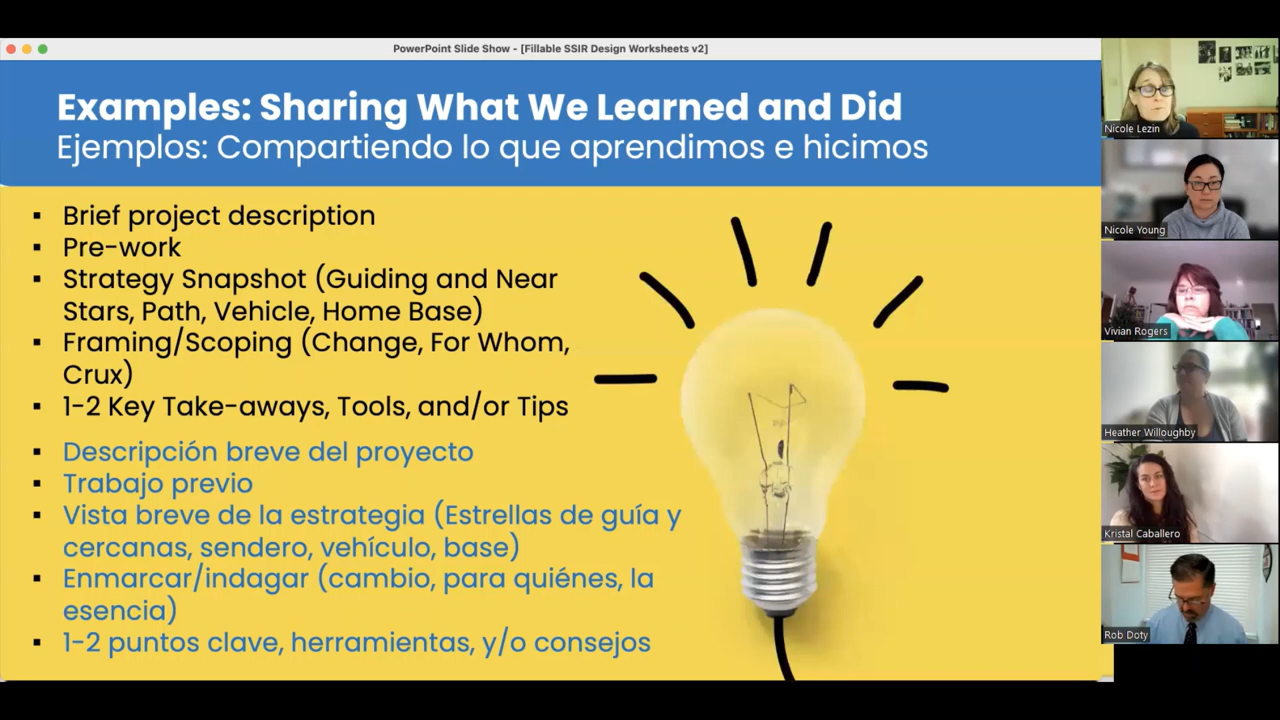 PowerPoint Slide Show - [Fillable SSIR Design Worksheets v2]
Examples: Sharing What We Learned and Did
Ejemplos: Compartiendo lo que aprendimos e hicimos
▪ Brief project description
▪ Pre-work
▪ Strategy Snapshot (Guiding and Near
Stars, Path, Vehicle, Home Base)
▪ Framing/Scoping (Change, For Whom,
Crux)
▪ 1-2 Key Take-aways, Tools, and/or Tips
▪ Descripción breve del proyecto
▪ Trabajo previo
▪ Vista breve de la estrategia (Estrellas de guía y
cercanas, sendero, vehículo, base)
▪ Enmarcar/indagar (cambio, para quiénes, la
esencia)
▪ 1-2 puntos clave, herramientas, y/o consejos
Nicole Lezin
Nicole Young
Vivian Rogers
Heather Willoughby
Kristal Caballero
Rob Doty